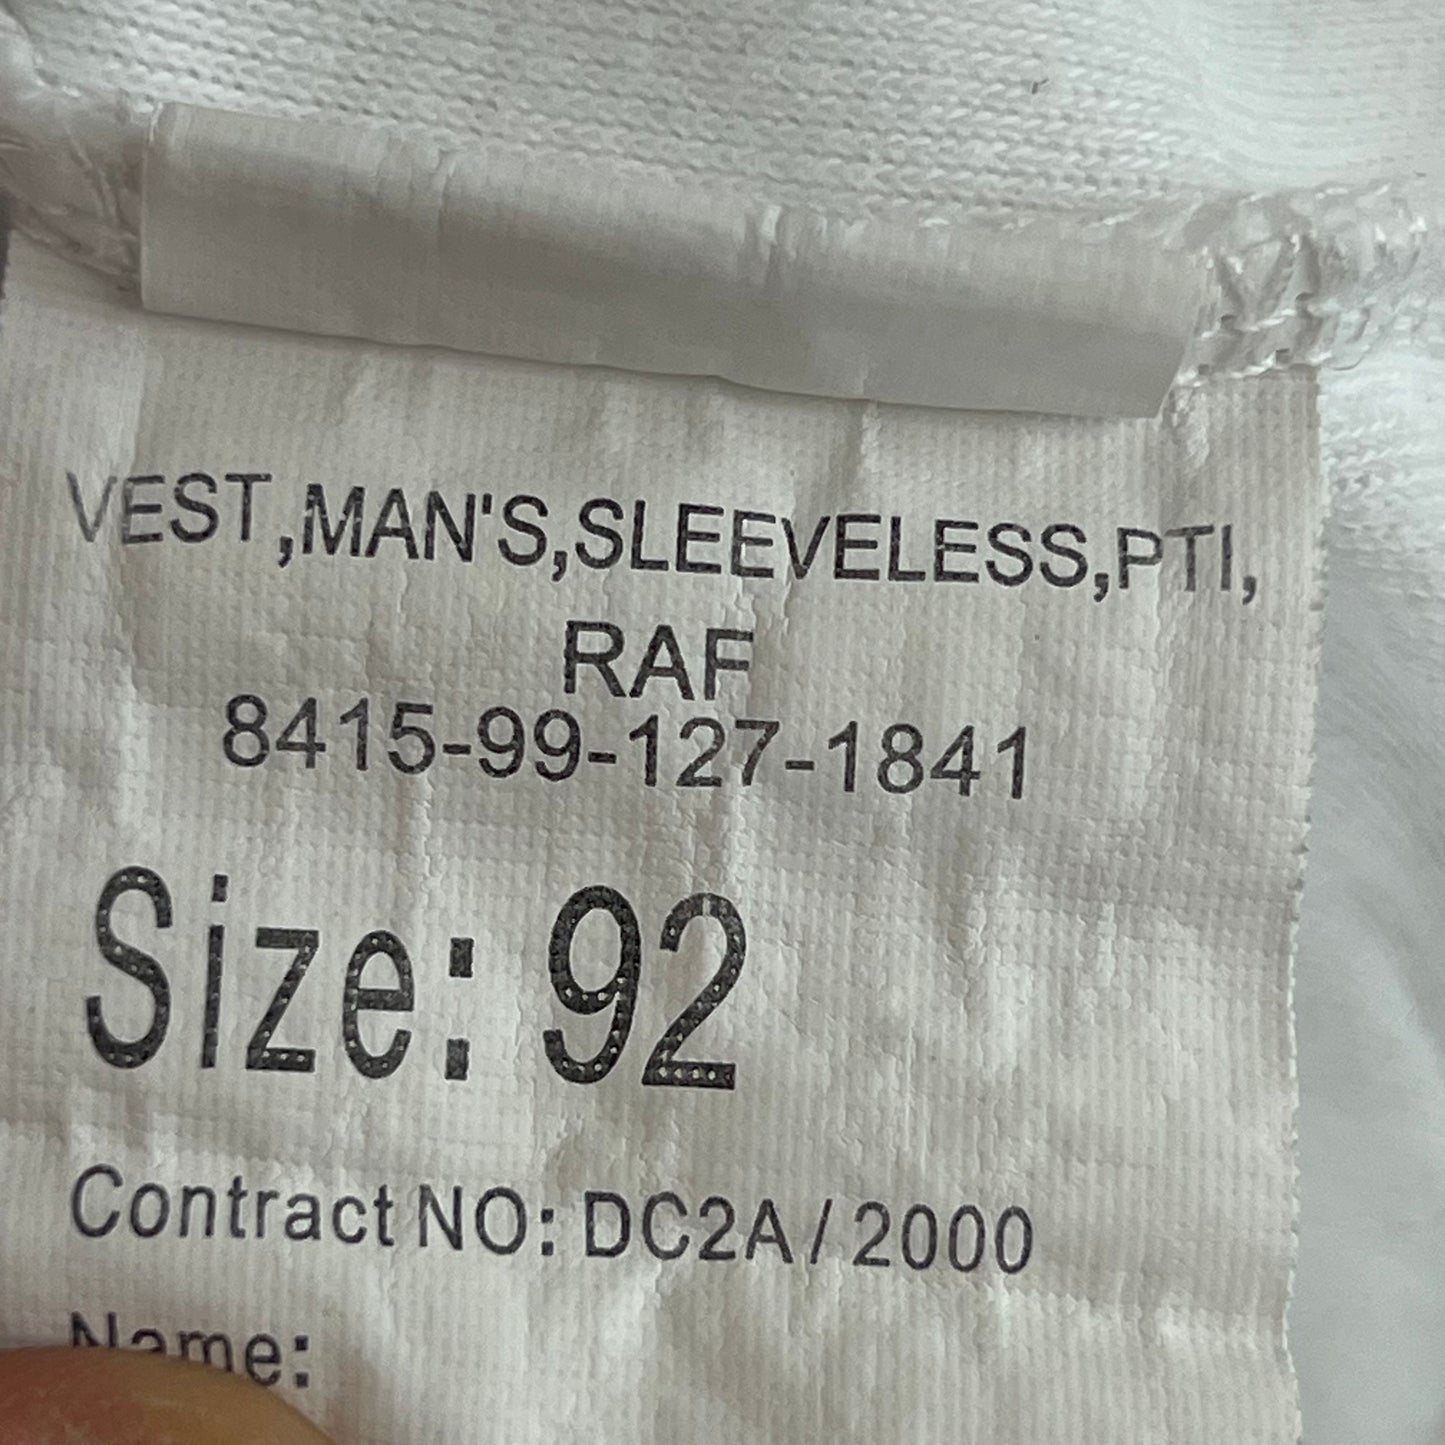 VEST,MAN'S,SLEEVELESS,PTI,
RAF
8415-99-127-1841
Size: 92
Contract NO: DC2A/2000
Name: